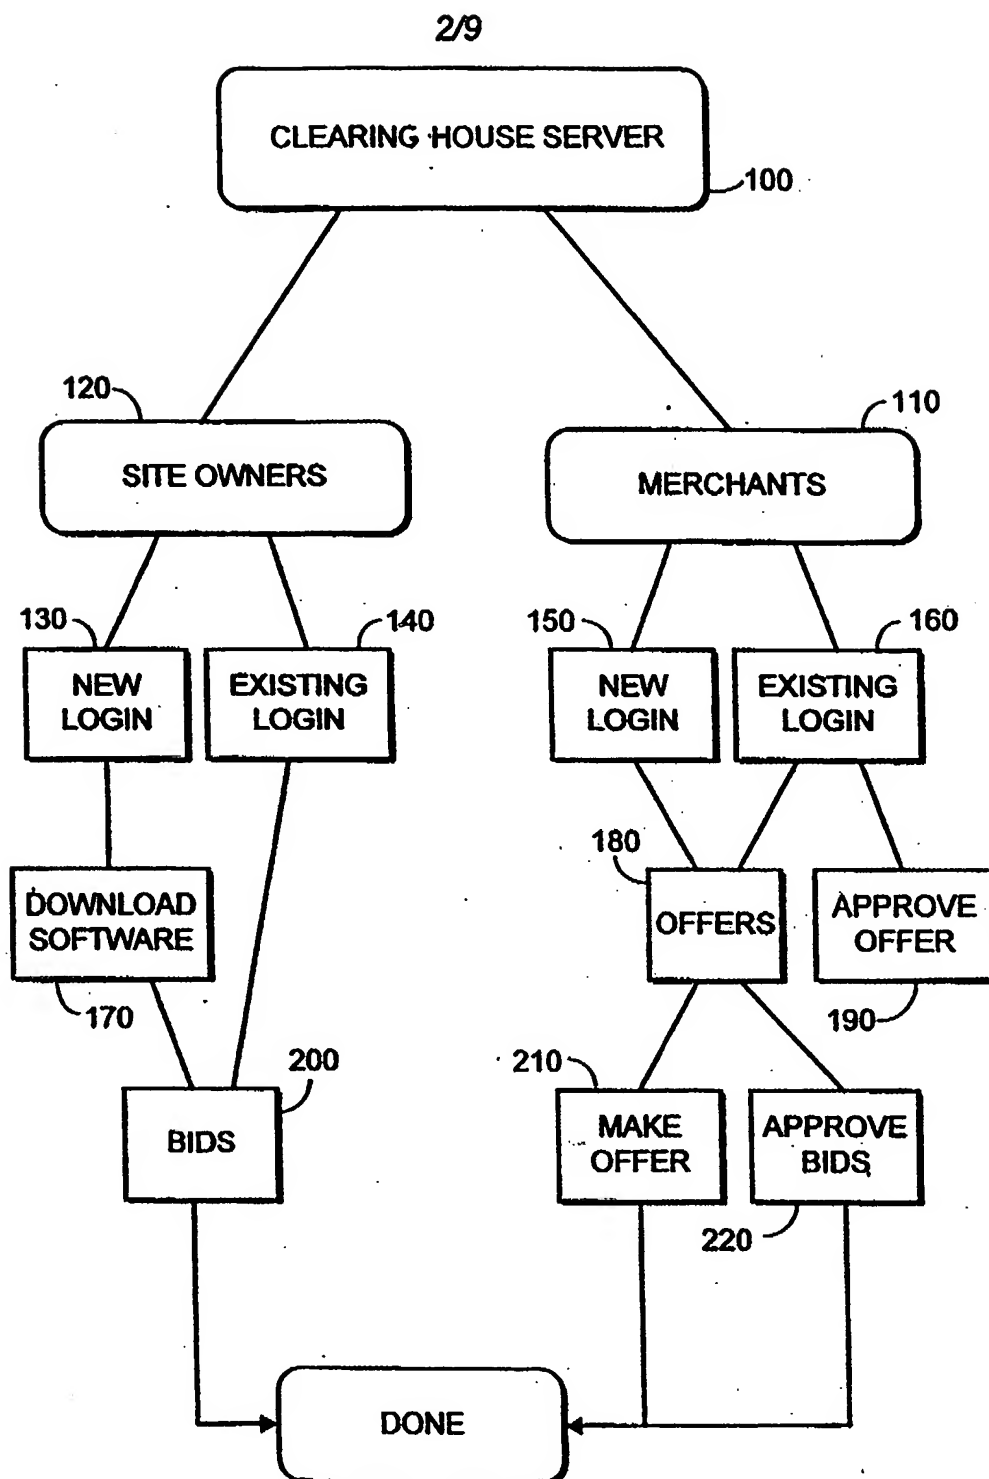 2/9
CLEARING HOUSE SERVER
100
120
110
SITE OWNERS
MERCHANTS
130
140
150
160
NEW
LOGIN
EXISTING
LOGIN
NEW
LOGIN
EXISTING
LOGIN
180
DOWNLOAD
SOFTWARE
OFFERS
APPROVE
OFFER
170
190
200
210
BIDS
MAKE
OFFER
APPROVE
BIDS
220
DONE